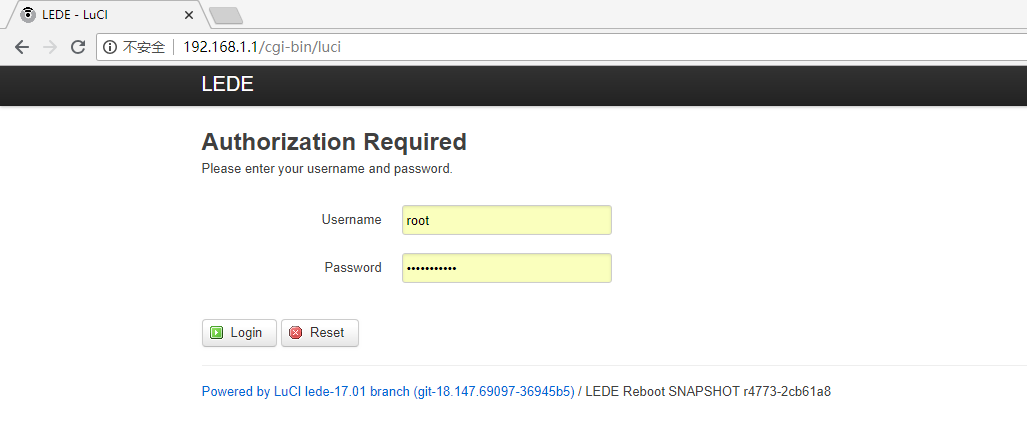 LEDE - LuCI
不安全 192.168.1.1/cgi-bin/luci
LEDE
Authorization Required
Please enter your username and password.
Username root
Password •••••••••••
Login Reset
Powered by LuCI lede-17.01 branch (git-18.147.69097-36945b5) / LEDE Reboot SNAPSHOT r4773-2cb61a8